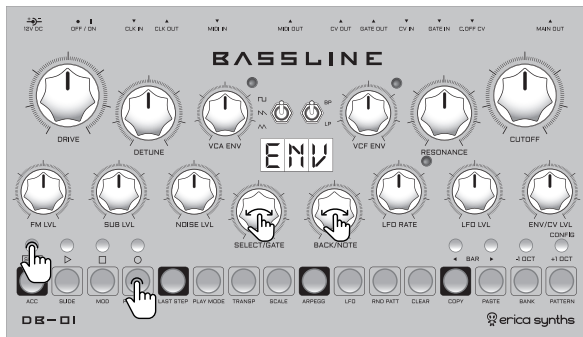 12V DC OFF / ON CLK IN CLK OUT MIDI IN MIDI OUT CV OUT GATE OUT CV IN GATE IN C.OFF CV MAIN OUT
BASSLINE
BP
LP
DRIVE DETUNE VCA ENV VCF ENV RESONANCE CUTOFF
ENV
FM LVL SUB LVL NOISE LVL SELECT/GATE BACK/NOTE LFO RATE LFO LVL ENV/CV LVL
CONFIG
BAR -1 OCT +1 OCT
ACC SLIDE MOD LAST STEP PLAY MODE TRANSP SCALE ARPEGG LFO RND PATT CLEAR COPY PASTE BANK PATTERN
DB-01 erica synths